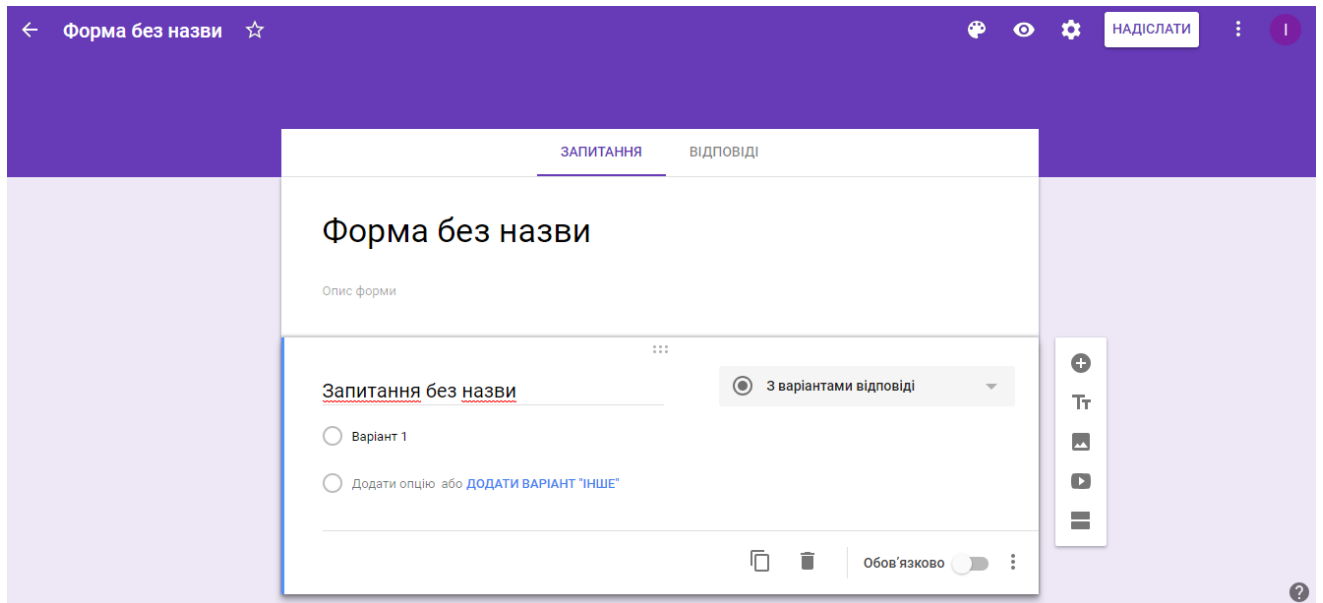 Форма без назви
НАДІСЛАТИ
І
ЗАПИТАННЯ ВІДПОВІДІ
Форма без назви
Опис форми
Запитання без назви
З варіантами відповіді
Варіант 1
Додати опцію або ДОДАТИ ВАРІАНТ "ІНШЕ"
Обов'язково